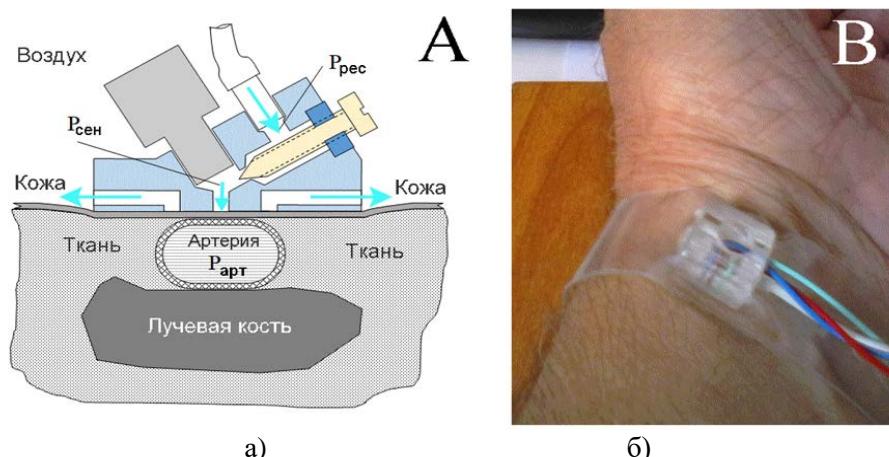 А
В
Воздух
Pрес
Pсен
Кожа
Кожа
Ткань
Артерия
Ткань
Pарт
Лучевая кость
а)
б)